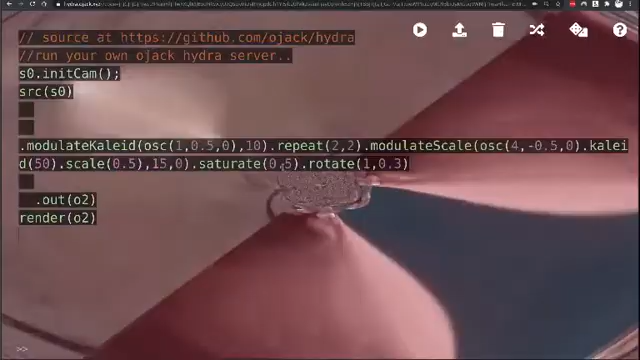 // source at https://github.com/ojack/hydra
//run your own ojack hydra server..
s0.initCam();
src(s0)
.modulateKaleid(osc(1,0.5,0),10).repeat(2,2).modulateScale(osc(4,-0.5,0).kalei
d(50).scale(0.5),15,0).saturate(0.5).rotate(1,0.3)
.out(o2)
render(o2)
>>